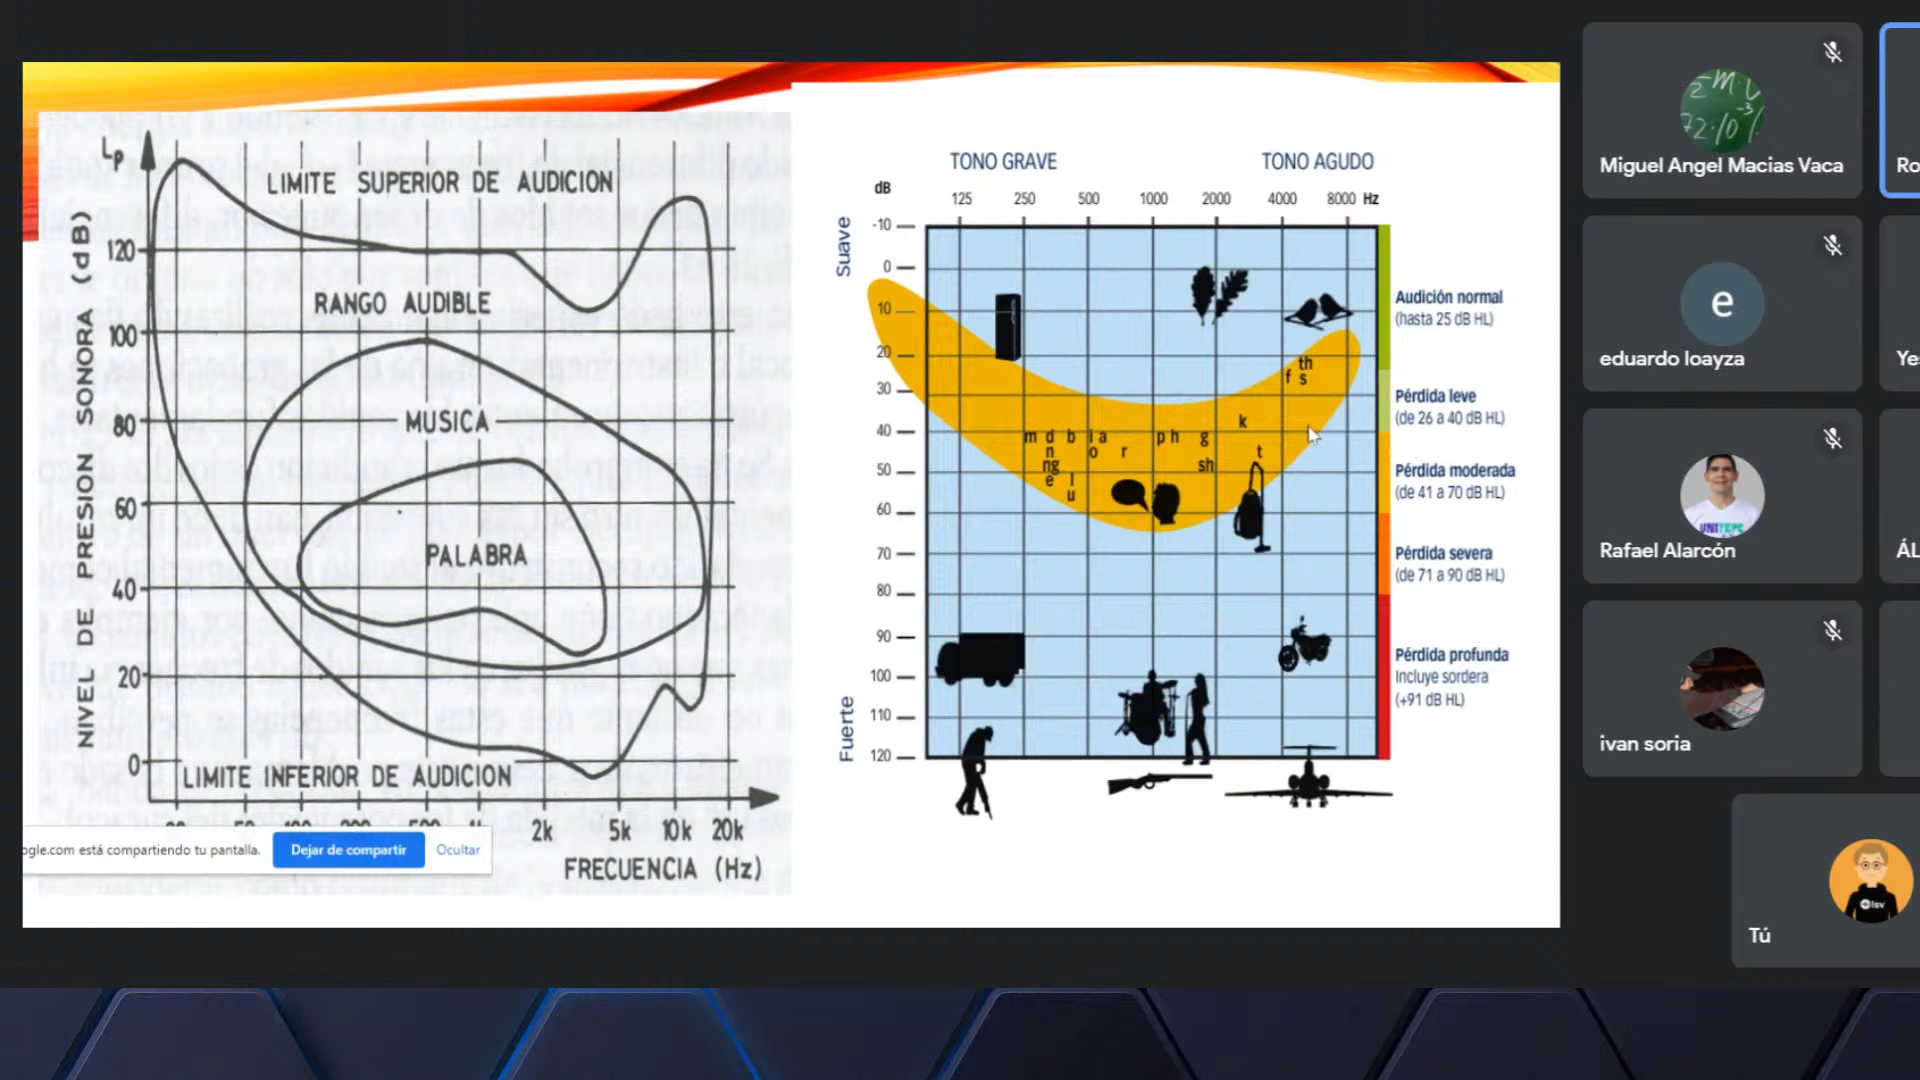 Lp
NIVEL DE PRESION SONORA (dB)
LIMITE SUPERIOR DE AUDICION
120
RANGO AUDIBLE
100
MUSICA
80
60
PALABRA
40
20
0
LIMITE INFERIOR DE AUDICION
2k 5k 10k 20k
FRECUENCIA (Hz)
ogle.com está compartiendo tu pantalla.
Dejar de compartir
Ocultar
TONO GRAVE
TONO AGUDO
dB
125 250 500 1000 2000 4000 8000 Hz
Suave
Fuerte
-10
0
10
20
30
40
50
60
70
80
90
100
110
120
th
f s
k
m d b i a p h g
n o r t
ng sh
e l
u
Audición normal
(hasta 25 dB HL)
Pérdida leve
(de 26 a 40 dB HL)
Pérdida moderada
(de 41 a 70 dB HL)
Pérdida severa
(de 71 a 90 dB HL)
Pérdida profunda
Incluye sordera
(+91 dB HL)
Miguel Angel Macias Vaca
Ro
e
eduardo loayza
Ye
Rafael Alarcón
ÁL
ivan soria
Tú